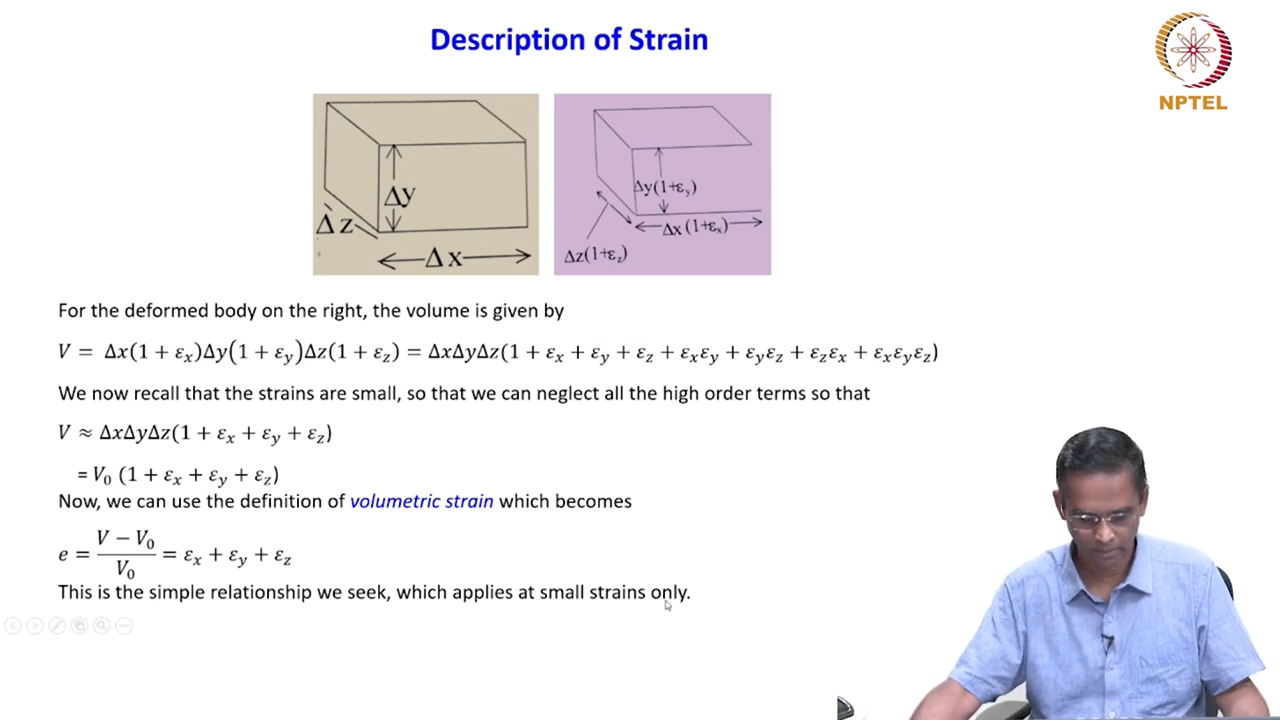 Description of Strain
NPTEL
Δy
Δz
Δx
Δy(1+εy)
Δx(1+εx)
Δz(1+εz)
For the deformed body on the right, the volume is given by
V = Δx(1 + εx)Δy(1 + εy)Δz(1 + εz) = ΔxΔyΔz(1 + εx + εy + εz + εxεy + εyεz + εzεx + εxεyεz)
We now recall that the strains are small, so that we can neglect all the high order terms so that
V ≈ ΔxΔyΔz(1 + εx + εy + εz)
= V0 (1 + εx + εy + εz)
Now, we can use the definition of volumetric strain which becomes
e = (V − V0)/V0 = εx + εy + εz
This is the simple relationship we seek, which applies at small strains only.